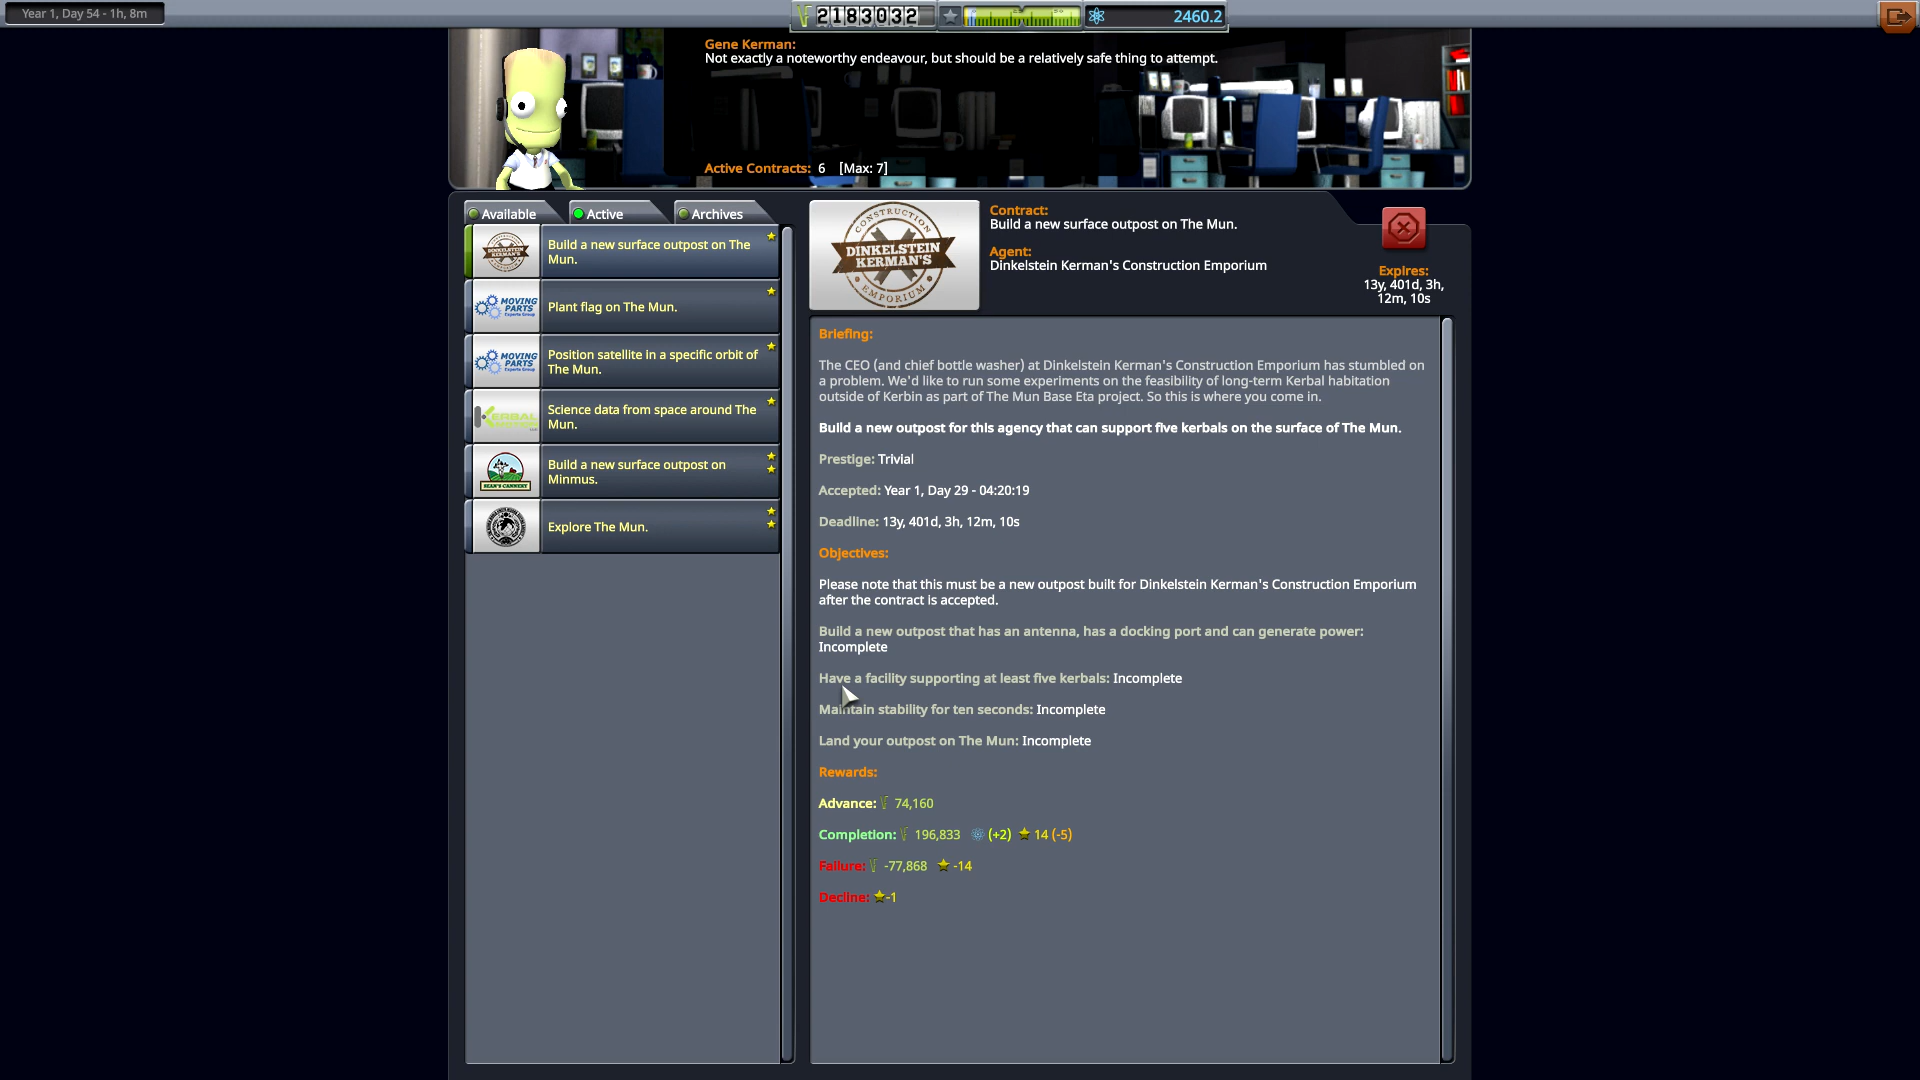 Year 1, Day 54 - 1h, 8m
2183032
2460.2
Gene Kerman:
Not exactly a noteworthy endeavour, but should be a relatively safe thing to attempt.
Active Contracts: 6 [Max: 7]
Available
Active
Archives
Build a new surface outpost on The
Mun.
Plant flag on The Mun.
Position satellite in a specific orbit of
The Mun.
Science data from space around The
Mun.
Build a new surface outpost on
Minmus.
Explore The Mun.
MOVING
PARTS
Experts Group
MOVING
PARTS
Experts Group
SEAN'S CANNERY
CONSTRUCTION
DINKELSTEIN
KERMAN'S
EMPORIUM
Contract:
Build a new surface outpost on The Mun.
Agent:
Dinkelstein Kerman's Construction Emporium
Expires:
13y, 401d, 3h,
12m, 10s
Briefing:
The CEO (and chief bottle washer) at Dinkelstein Kerman's Construction Emporium has stumbled on
a problem. We'd like to run some experiments on the feasibility of long-term Kerbal habitation
outside of Kerbin as part of The Mun Base Eta project. So this is where you come in.
Build a new outpost for this agency that can support five kerbals on the surface of The Mun.
Prestige: Trivial
Accepted: Year 1, Day 29 - 04:20:19
Deadline: 13y, 401d, 3h, 12m, 10s
Objectives:
Please note that this must be a new outpost built for Dinkelstein Kerman's Construction Emporium
after the contract is accepted.
Build a new outpost that has an antenna, has a docking port and can generate power:
Incomplete
Have a facility supporting at least five kerbals: Incomplete
Maintain stability for ten seconds: Incomplete
Land your outpost on The Mun: Incomplete
Rewards:
Advance: 74,160
Completion: 196,833 (+2) 14 (-5)
Failure: -77,868 -14
Decline: -1